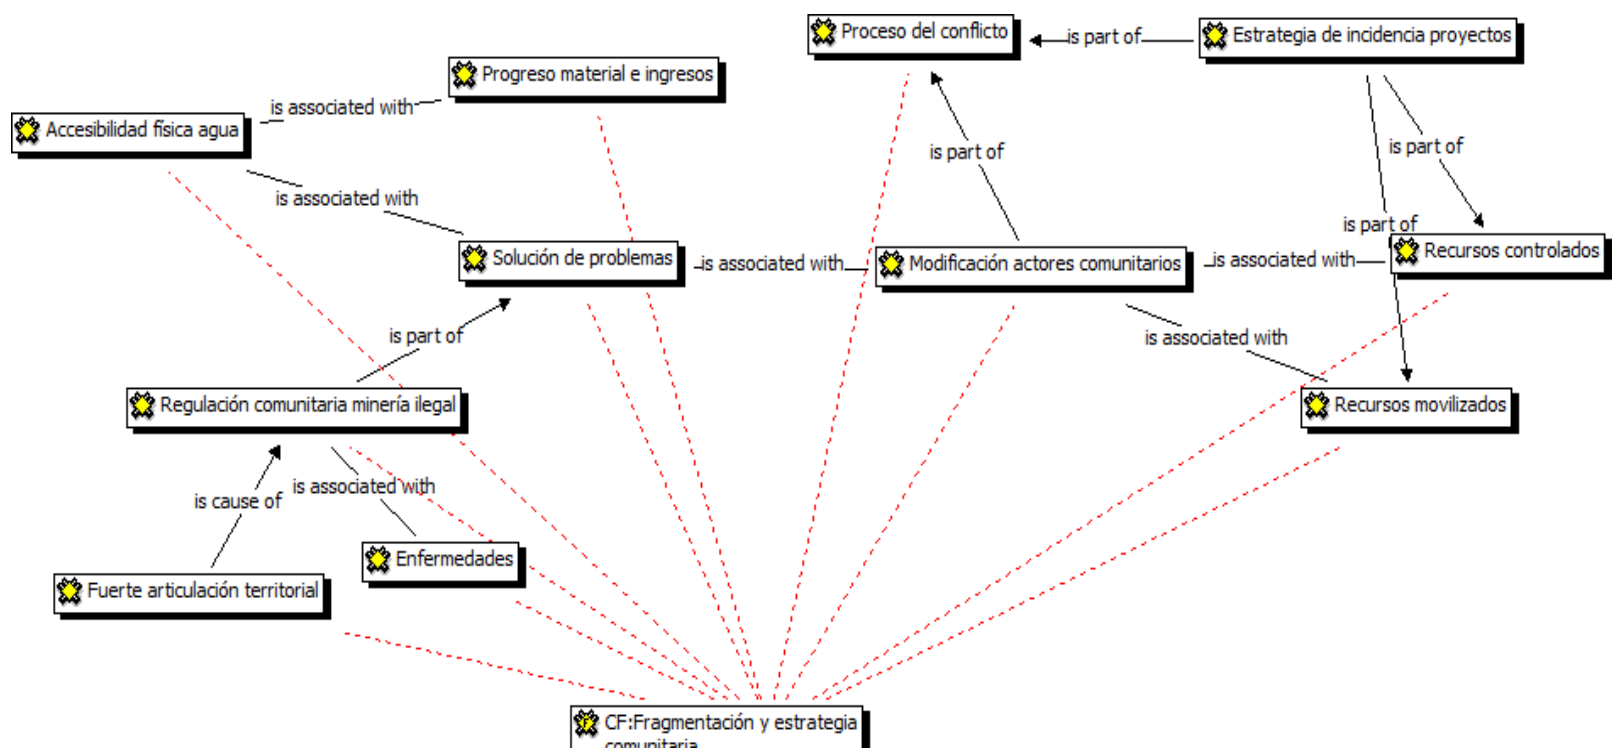 Proceso del conflicto
is part of
Estrategia de incidencia proyectos
Progreso material e ingresos
is associated with
Accesibilidad física agua
is part of
is part of
is associated with
is part of
Solución de problemas
is associated with
Modificación actores comunitarios
is associated with
Recursos controlados
is part of
is associated with
Regulación comunitaria minería ilegal
Recursos movilizados
is associated with
is cause of
Enfermedades
Fuerte articulación territorial
CF:Fragmentación y estrategia
comunitaria